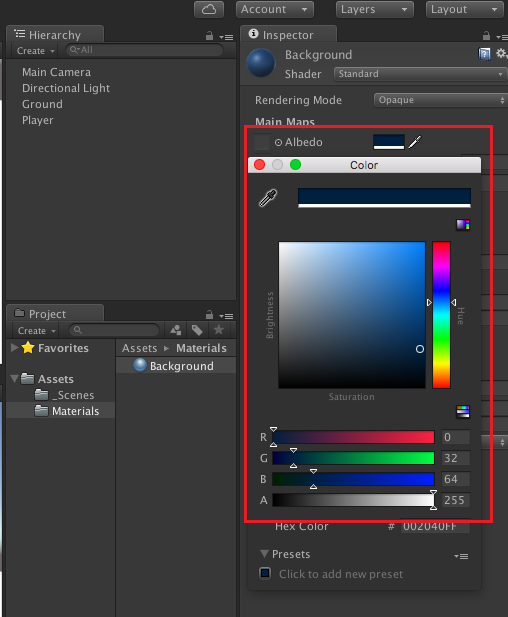 Account
Layers
Layout
Hierarchy
Create
All
Main Camera
Directional Light
Ground
Player
Project
Create
Favorites
Assets
_Scenes
Materials
Assets ▸ Materials
Background
Inspector
Background
Shader Standard
Rendering Mode Opaque
Main Maps
Albedo
Color
Brightness
Hue
Saturation
R 0
G 32
B 64
A 255
Hex Color # 002040FF
Presets
Click to add new preset